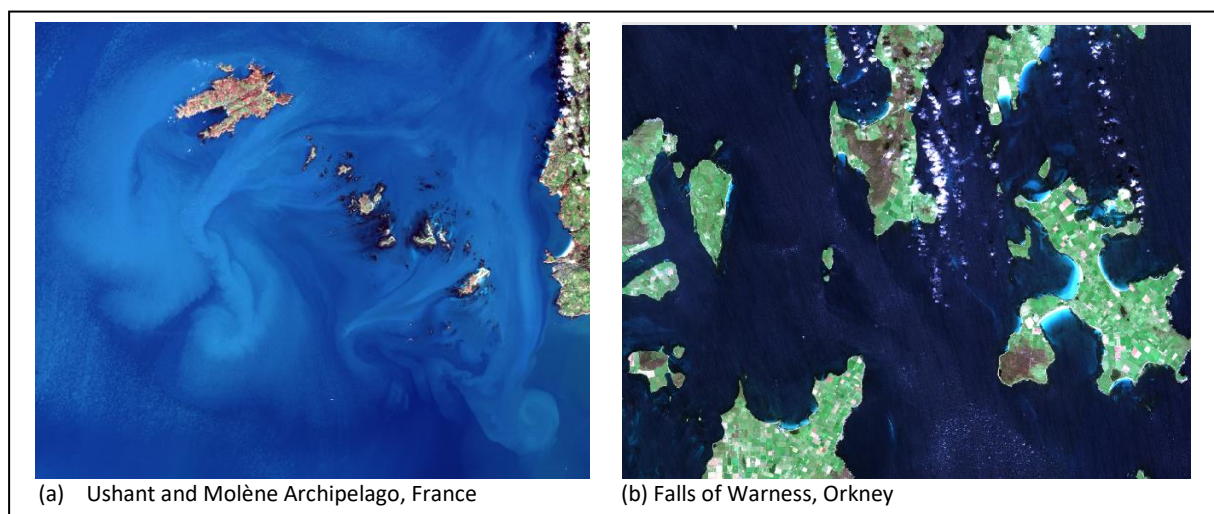 (a) Ushant and Molène Archipelago, France
(b) Falls of Warness, Orkney